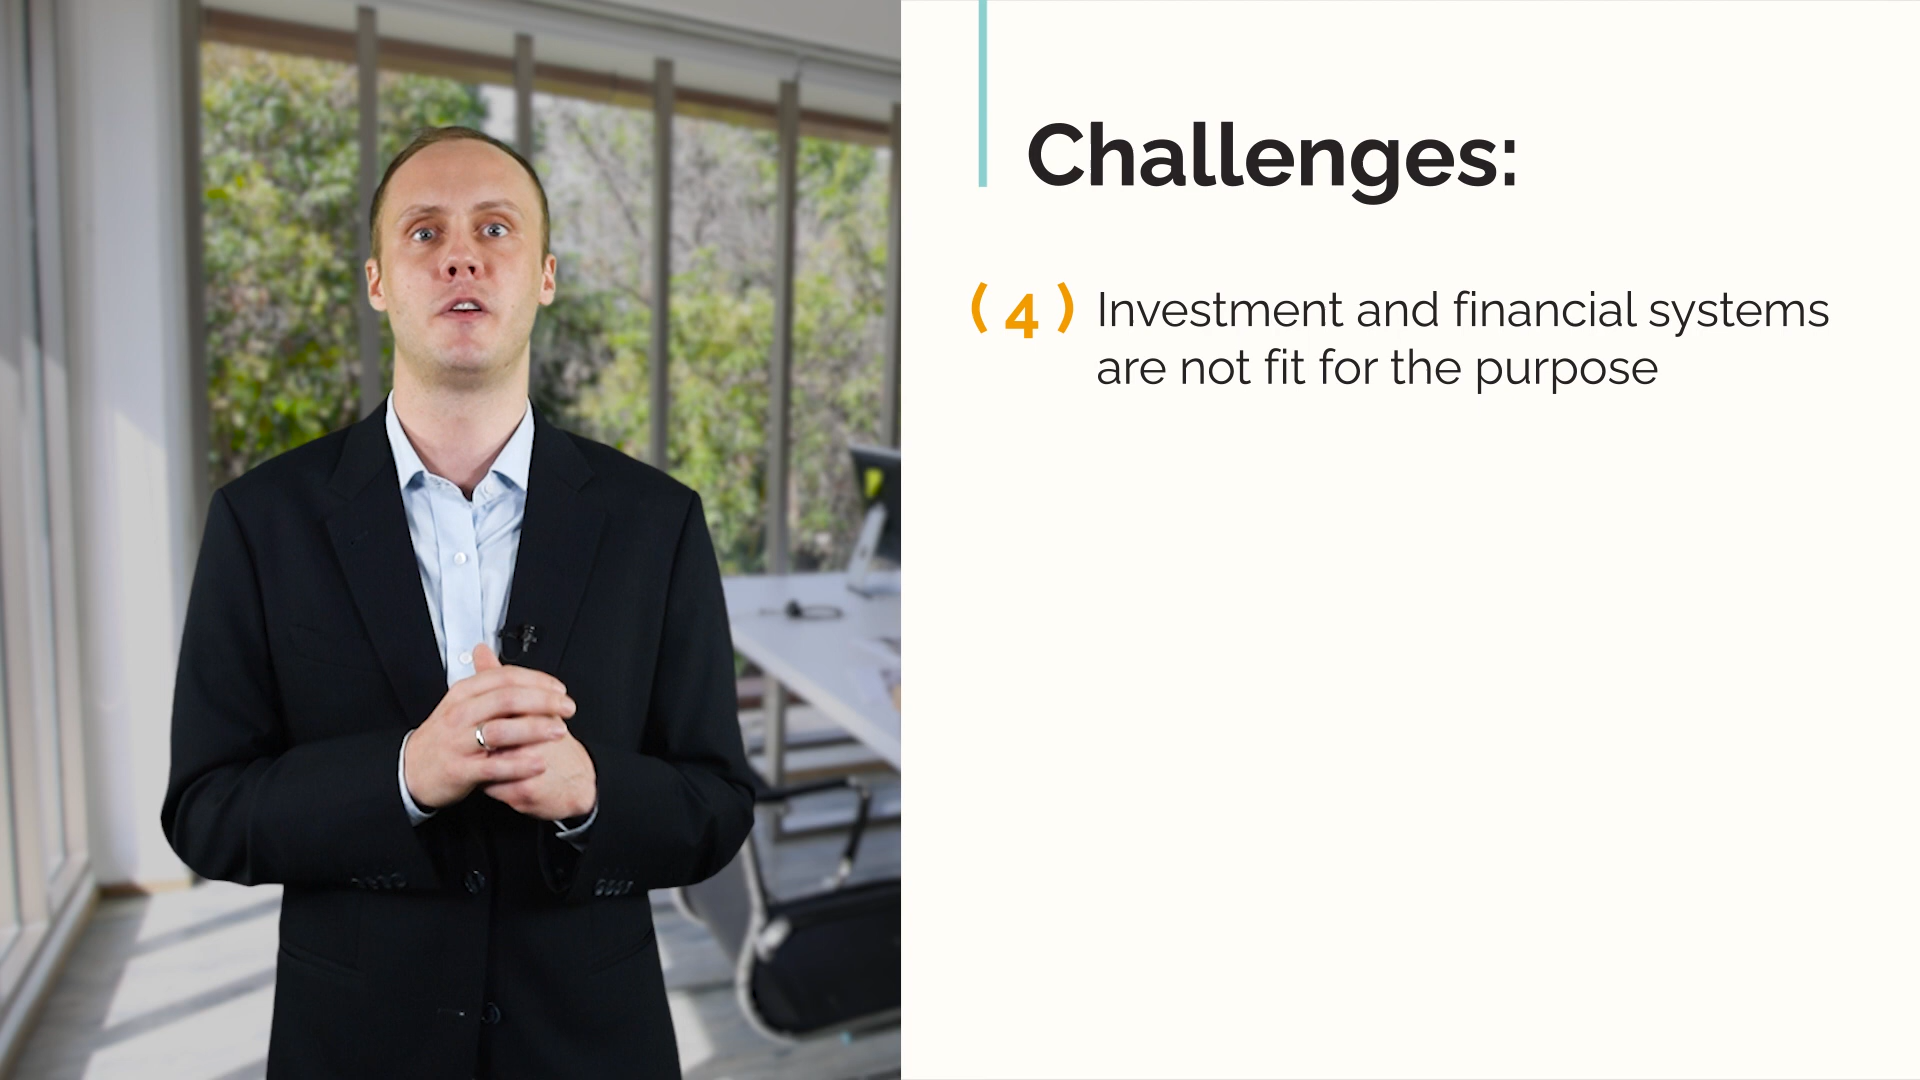 Challenges:
( 4 ) Investment and financial systems
are not fit for the purpose